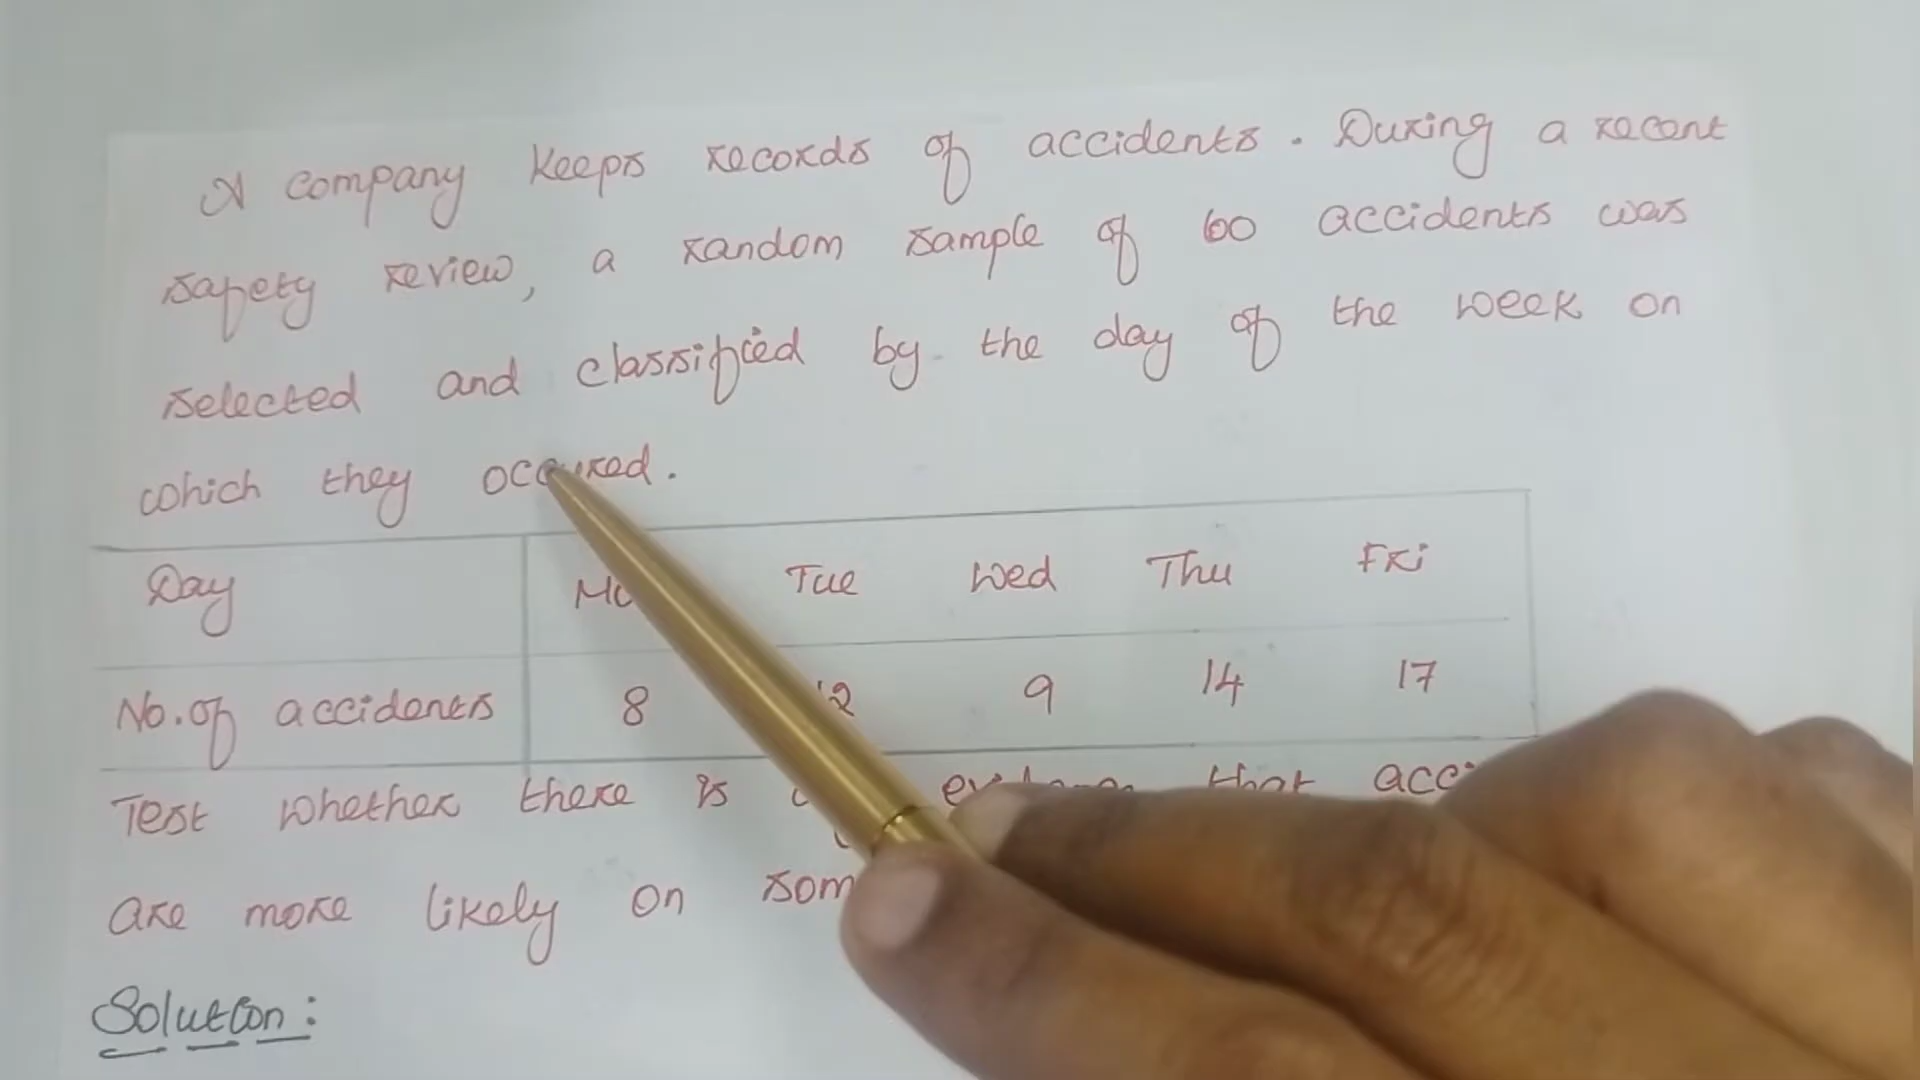 A company keeps records of accidents. During a recent
safety review, a random sample of 60 accidents was
selected and classified by the day of the week on
which they occured.
Day Tue Wed Thu Fri
No. of accidents 8 12 9 14 17
Test whether there is that
are more likely on
Solution: